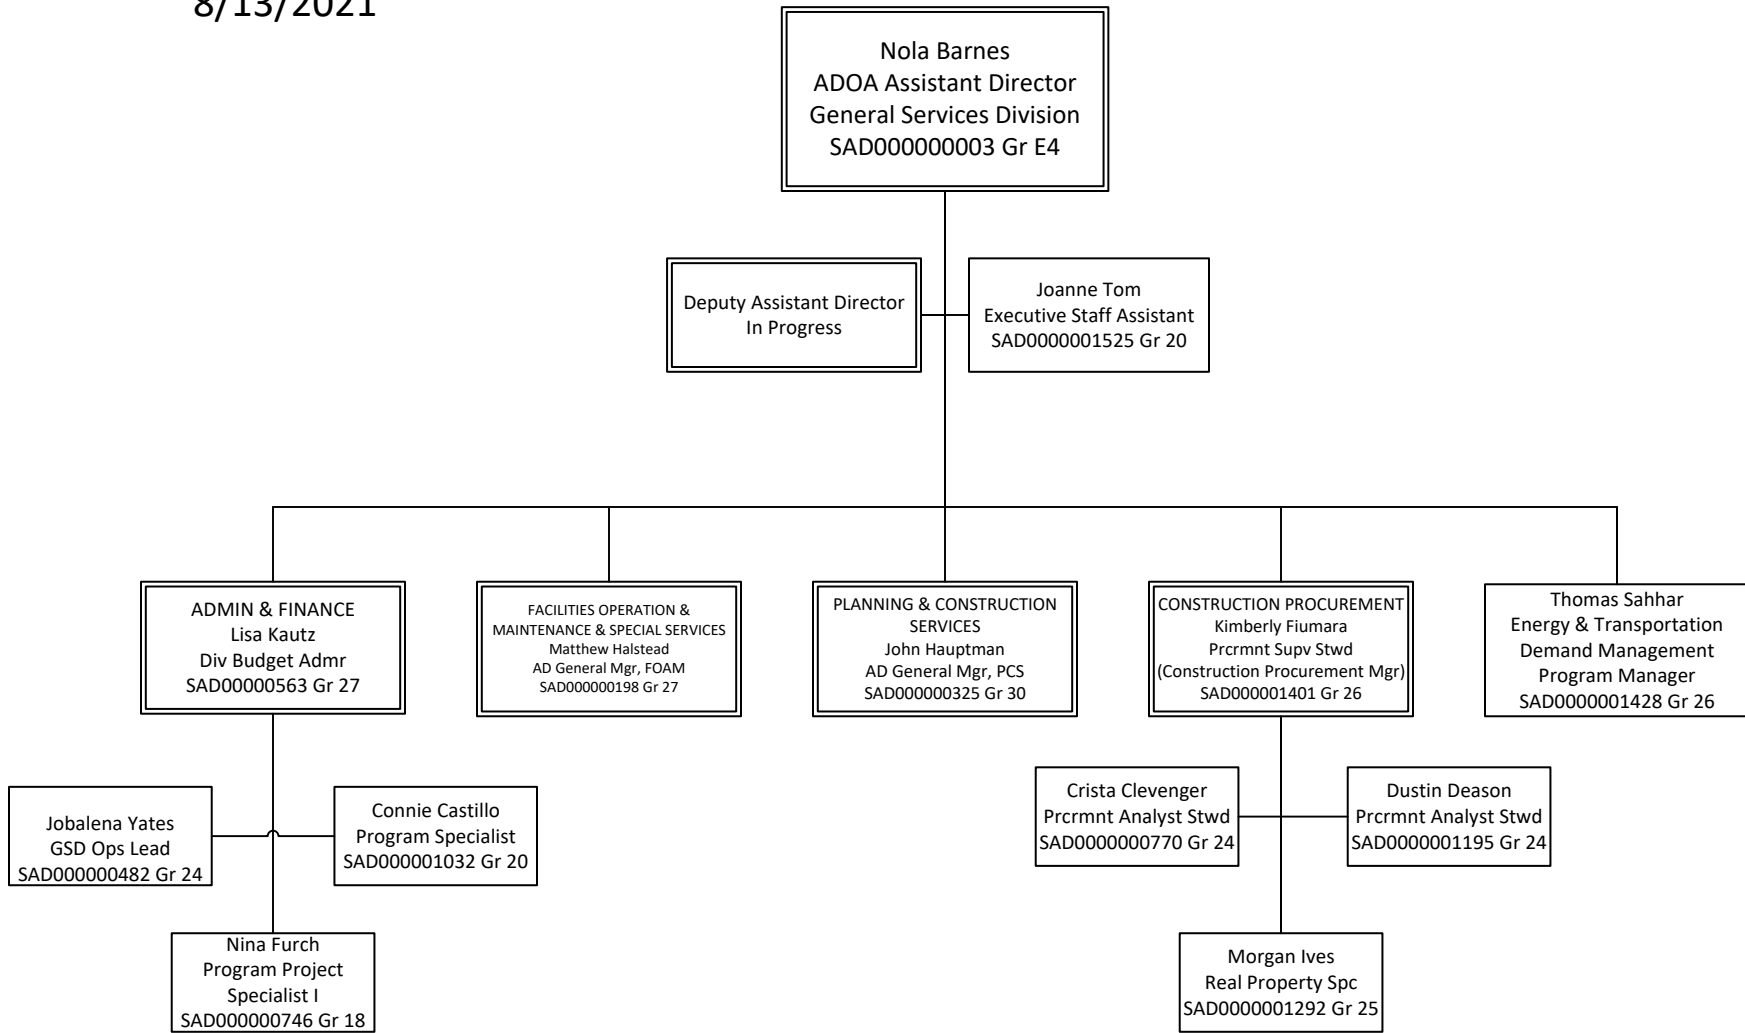 8/13/2021
Nola Barnes
ADOA Assistant Director
General Services Division
SAD000000003 Gr E4
Deputy Assistant Director
In Progress
Joanne Tom
Executive Staff Assistant
SAD0000001525 Gr 20
ADMIN & FINANCE
Lisa Kautz
Div Budget Admr
SAD00000563 Gr 27
FACILITIES OPERATION &
MAINTENANCE & SPECIAL SERVICES
Matthew Halstead
AD General Mgr, FOAM
SAD000000198 Gr 27
PLANNING & CONSTRUCTION
SERVICES
John Hauptman
AD General Mgr, PCS
SAD000000325 Gr 30
CONSTRUCTION PROCUREMENT
Kimberly Fiumara
Prcrmnt Supv Stwd
(Construction Procurement Mgr)
SAD000001401 Gr 26
Thomas Sahhar
Energy & Transportation
Demand Management
Program Manager
SAD0000001428 Gr 26
Jobalena Yates
GSD Ops Lead
SAD000000482 Gr 24
Connie Castillo
Program Specialist
SAD000001032 Gr 20
Nina Furch
Program Project
Specialist I
SAD000000746 Gr 18
Crista Clevenger
Prcrmnt Analyst Stwd
SAD0000000770 Gr 24
Dustin Deason
Prcrmnt Analyst Stwd
SAD0000001195 Gr 24
Morgan Ives
Real Property Spc
SAD0000001292 Gr 25